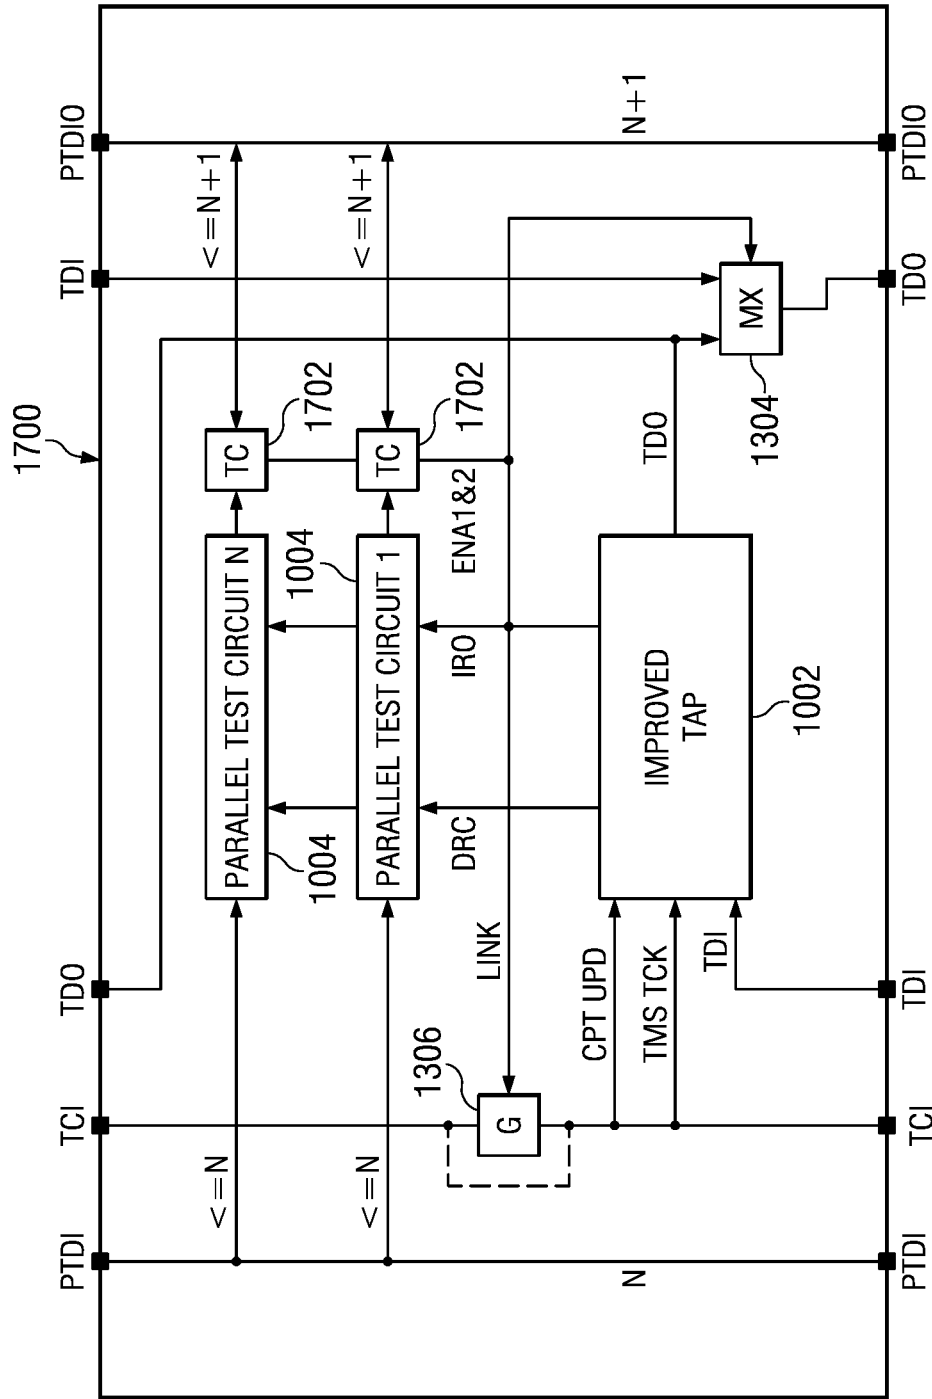 1700
PTDI
TCI
TDO
TDI
PTDIO
<=N
PARALLEL TEST CIRCUIT N
TC
<=N+1
1004
1702
<=N
PARALLEL TEST CIRCUIT 1
1004
TC
<=N+1
1702
1306
DRC
IRO
ENA1&2
LINK
G
CPT UPD
N
N+1
TMS TCK
IMPROVED
TAP
TDO
TDI
MX
1304
1002
PTDI
TCI
TDI
TDO
PTDIO